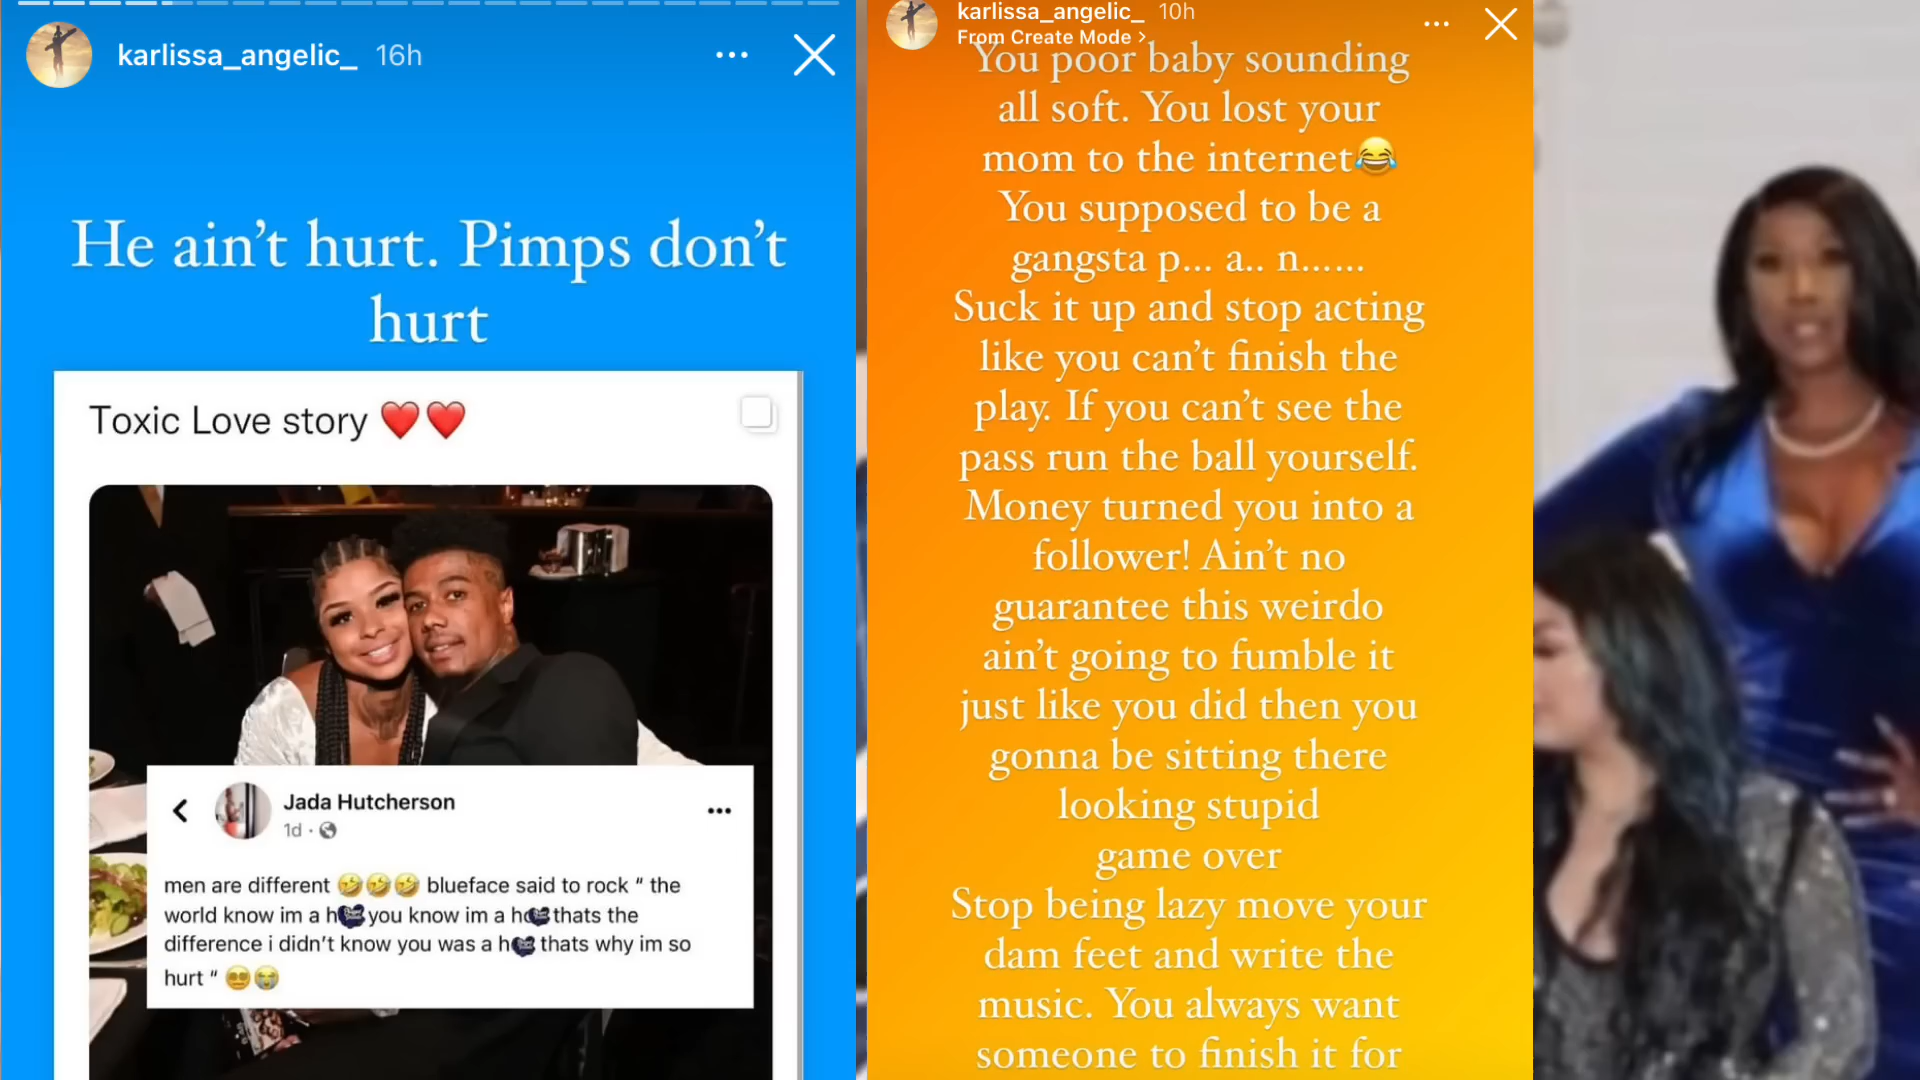 karlissa_angelic_ 16h
He ain't hurt. Pimps don't
hurt
Toxic Love story ❤️❤️
Jada Hutcherson
1d ·
men are different 🤣🤣🤣 blueface said to rock “ the
world know im a h you know im a ho thats the
difference i didn't know you was a h thats why im so
hurt “ 😵‍💫😭
karlissa_angelic_ 10h
From Create Mode >
You poor baby sounding
all soft. You lost your
mom to the internet😂
You supposed to be a
gangsta p... a.. n......
Suck it up and stop acting
like you can't finish the
play. If you can't see the
pass run the ball yourself.
Money turned you into a
follower! Ain't no
guarantee this weirdo
ain't going to fumble it
just like you did then you
gonna be sitting there
looking stupid
game over
Stop being lazy move your
dam feet and write the
music. You always want
someone to finish it for